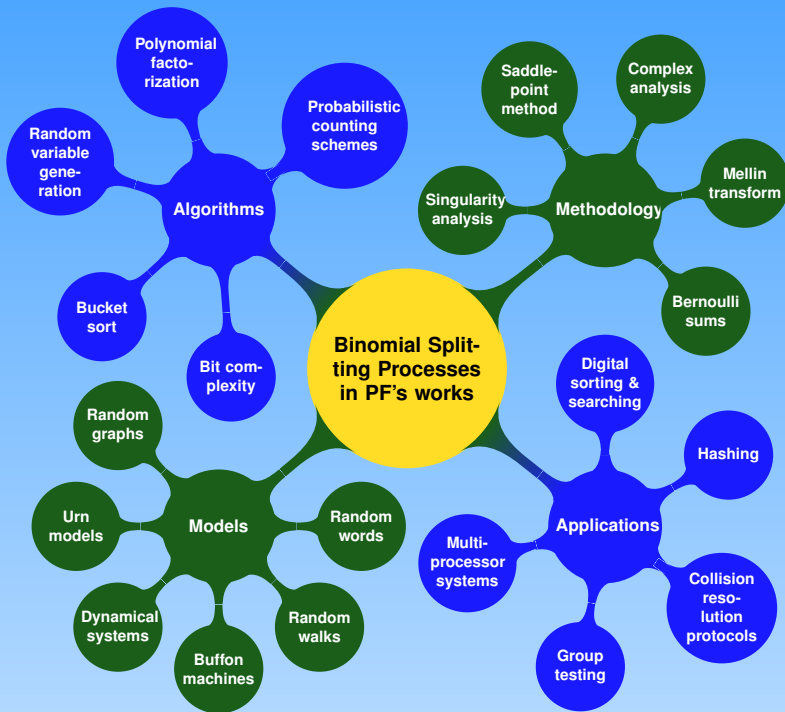 Polynomial
facto-
rization
Probabilistic
counting
schemes
Random
variable
gene-
ration
Algorithms
Bucket
sort
Bit com-
plexity
Saddle-
point
method
Complex
analysis
Mellin
transform
Singularity
analysis
Methodology
Bernoulli
sums
Binomial Split-
ting Processes
in PF's works
Random
graphs
Urn
models
Models
Random
words
Dynamical
systems
Buffon
machines
Random
walks
Digital
sorting &
searching
Hashing
Applications
Multi-
processor
systems
Collision
reso-
lution
protocols
Group
testing